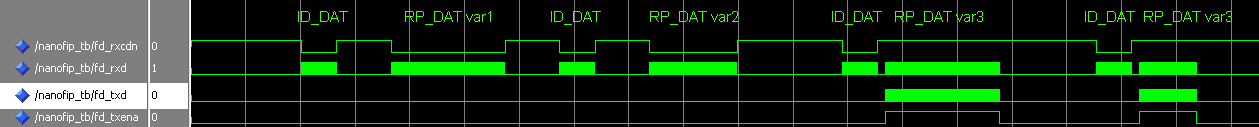 ID_DAT RP_DAT var1 ID_DAT RP_DAT var2 ID_DAT RP_DAT var3 ID_DAT RP_DAT var3
/nanofip_tb/fd_rxcdn 0
/nanofip_tb/fd_rxd 1
/nanofip_tb/fd_txd 0
/nanofip_tb/fd_txena 0